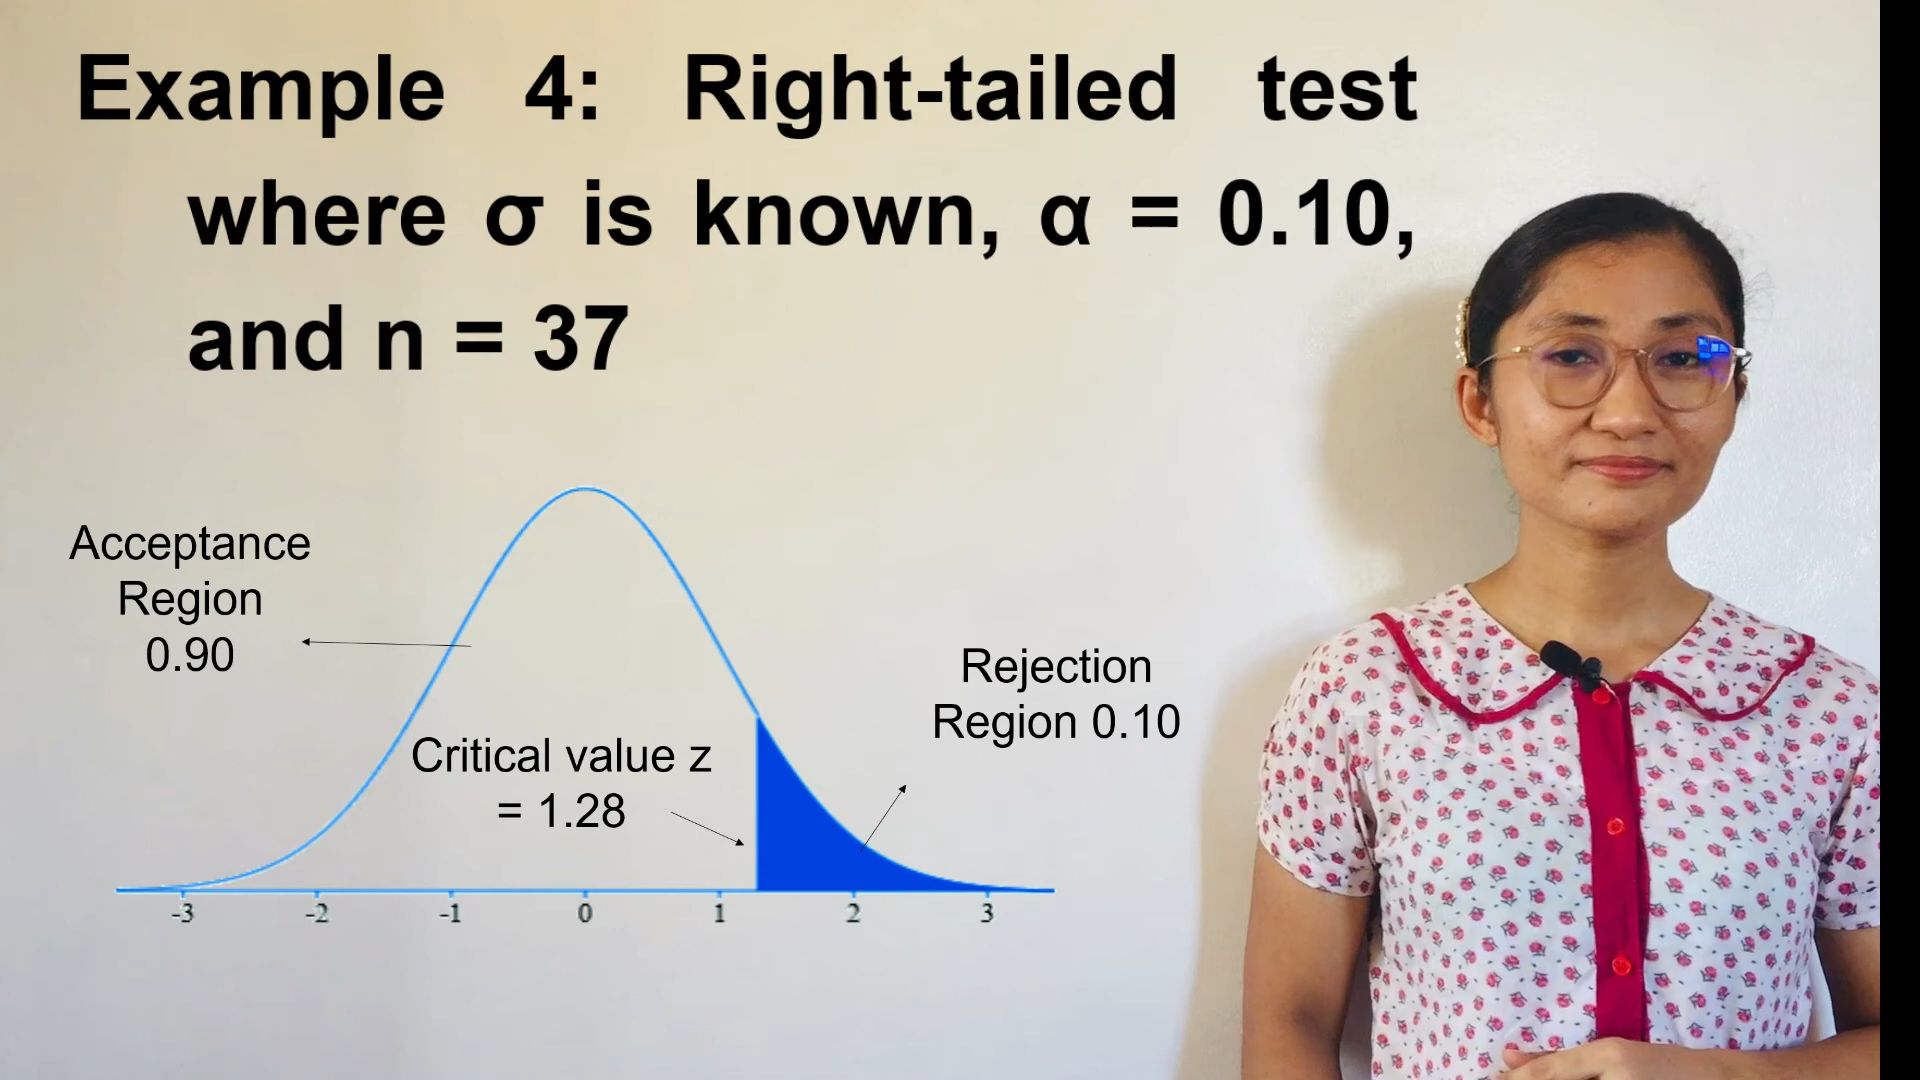 Example 4: Right-tailed test
where σ is known, α = 0.10,
and n = 37
Acceptance
Region
0.90
Rejection
Region 0.10
Critical value z
= 1.28
-3 -2 -1 0 1 2 3